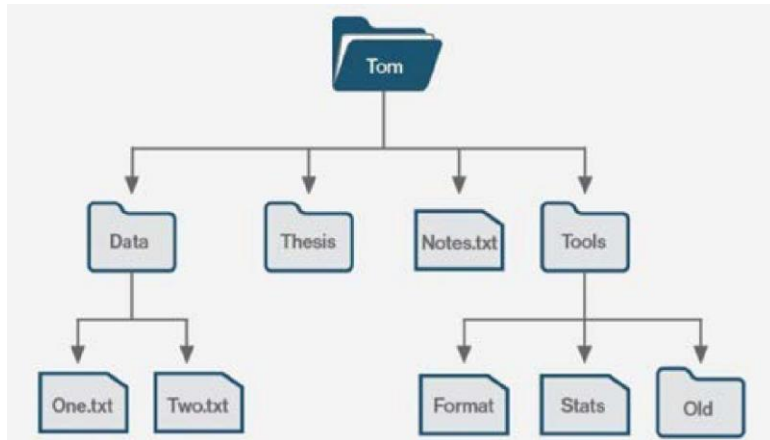 Tom
Data
Thesis
Notes.txt
Tools
One.txt
Two.txt
Format
Stats
Old